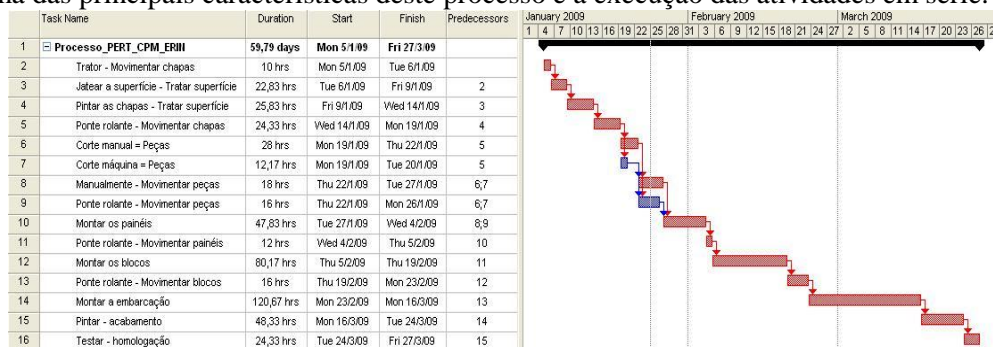 na das principais características deste processo é a execução das atividades em série.
Task Name Duration Start Finish Predecessors January 2009 February 2009 March 2009
1 4 7 10 13 16 19 22 25 28 31 3 6 9 12 15 18 21 24 27 2 5 8 11 14 17 20 23 26 2
1 Processo_PERT_CPM_ERIN 59,79 days Mon 5/1/09 Fri 27/3/09
2 Trator - Movimentar chapas 10 hrs Mon 5/1/09 Tue 6/1/09
3 Jatear a superfície - Tratar superfície 22,83 hrs Tue 6/1/09 Fri 9/1/09 2
4 Pintar as chapas - Tratar superfície 25,83 hrs Fri 9/1/09 Wed 14/1/09 3
5 Ponte rolante - Movimentar chapas 24,33 hrs Wed 14/1/09 Mon 19/1/09 4
6 Corte manual = Peças 28 hrs Mon 19/1/09 Thu 22/1/09 5
7 Corte máquina = Peças 12,17 hrs Mon 19/1/09 Tue 20/1/09 5
8 Manualmente - Movimentar peças 18 hrs Thu 22/1/09 Tue 27/1/09 6;7
9 Ponte rolante - Movimentar peças 16 hrs Thu 22/1/09 Mon 26/1/09 6;7
10 Montar os painéis 47,83 hrs Tue 27/1/09 Wed 4/2/09 8;9
11 Ponte rolante - Movimentar painéis 12 hrs Wed 4/2/09 Thu 5/2/09 10
12 Montar os blocos 80,17 hrs Thu 5/2/09 Thu 19/2/09 11
13 Ponte rolante - Movimentar blocos 16 hrs Thu 19/2/09 Mon 23/2/09 12
14 Montar a embarcação 120,67 hrs Mon 23/2/09 Mon 16/3/09 13
15 Pintar - acabamento 48,33 hrs Mon 16/3/09 Tue 24/3/09 14
16 Testar - homologação 24,33 hrs Tue 24/3/09 Fri 27/3/09 15